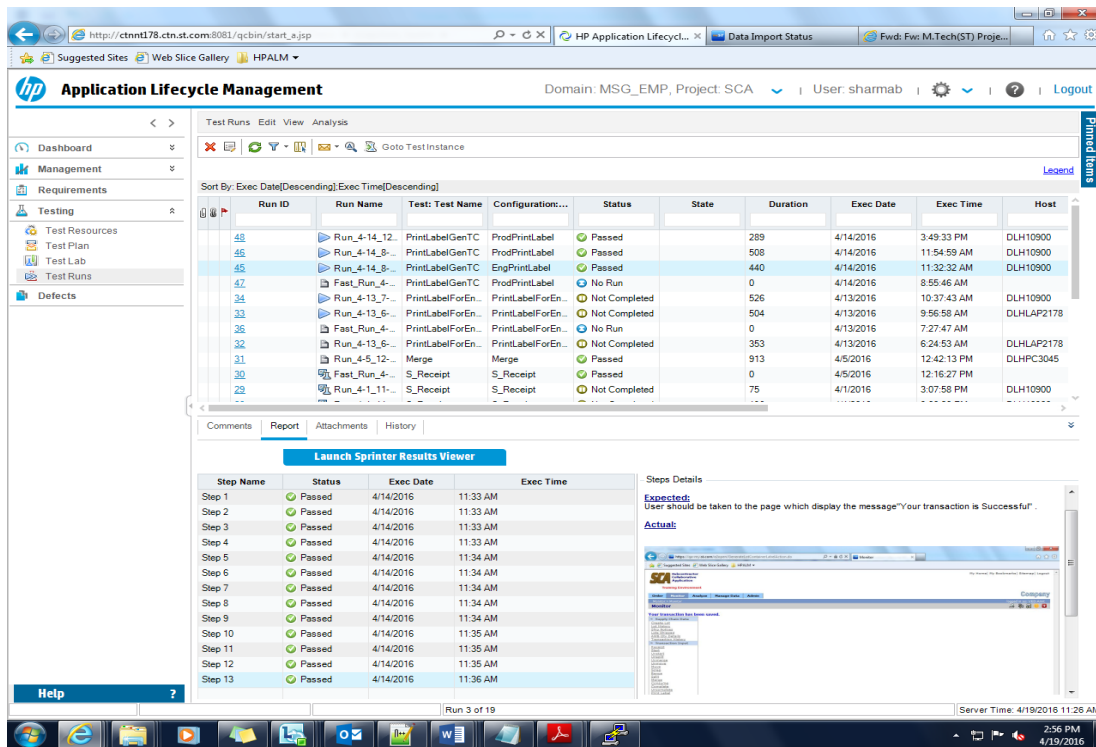 http://ctnnt178.ctn.st.com:8081/qcbin/start_a.jsp
HP Application Lifecycl...
Data Import Status
Fwd: Fw: M.Tech(ST) Proje...
Suggested Sites
Web Slice Gallery
HPALM
hp
Application Lifecycle Management
Domain: MSG_EMP, Project: SCA
User: sharmab
Logout
Pinned Items
Dashboard
Management
Requirements
Testing
Test Resources
Test Plan
Test Lab
Test Runs
Defects
Help ?
Test Runs Edit View Analysis
Goto Test Instance
Legend
Sort By: Exec Date[Descending];Exec Time[Descending]
Run ID Run Name Test: Test Name Configuration:... Status State Duration Exec Date Exec Time Host
48 Run_4-14_12... PrintLabelGenTC ProdPrintLabel Passed 289 4/14/2016 3:49:33 PM DLH10900
46 Run_4-14_8-... PrintLabelGenTC ProdPrintLabel Passed 508 4/14/2016 11:54:59 AM DLH10900
45 Run_4-14_8-... PrintLabelGenTC EngPrintLabel Passed 440 4/14/2016 11:32:32 AM DLH10900
47 Fast_Run_4-... PrintLabelGenTC ProdPrintLabel No Run 0 4/14/2016 8:55:46 AM
34 Run_4-13_7-... PrintLabelForEn... PrintLabelForEn... Not Completed 526 4/13/2016 10:37:43 AM DLH10900
33 Run_4-13_6-... PrintLabelForEn... PrintLabelForEn... Not Completed 504 4/13/2016 9:56:58 AM DLHLAP2178
36 Fast_Run_4-... PrintLabelForEn... PrintLabelForEn... No Run 0 4/13/2016 7:27:47 AM
32 Run_4-13_6-... PrintLabelForEn... PrintLabelForEn... Not Completed 353 4/13/2016 6:24:53 AM DLHLAP2178
31 Run_4-5_12-... Merge Merge Passed 913 4/5/2016 12:42:13 PM DLHPC3045
30 Fast_Run_4-... S_Receipt S_Receipt Passed 0 4/5/2016 12:16:27 PM
29 Run_4-1_11-... S_Receipt S_Receipt Not Completed 75 4/1/2016 3:07:58 PM DLH10900
Comments Report Attachments History
Launch Sprinter Results Viewer
Step Name Status Exec Date Exec Time
Step 1 Passed 4/14/2016 11:33 AM
Step 2 Passed 4/14/2016 11:33 AM
Step 3 Passed 4/14/2016 11:33 AM
Step 4 Passed 4/14/2016 11:33 AM
Step 5 Passed 4/14/2016 11:34 AM
Step 6 Passed 4/14/2016 11:34 AM
Step 7 Passed 4/14/2016 11:34 AM
Step 8 Passed 4/14/2016 11:34 AM
Step 9 Passed 4/14/2016 11:34 AM
Step 10 Passed 4/14/2016 11:35 AM
Step 11 Passed 4/14/2016 11:35 AM
Step 12 Passed 4/14/2016 11:35 AM
Step 13 Passed 4/14/2016 11:36 AM
Steps Details
Expected:
User should be taken to the page which display the message"Your transaction is Successful" .
Actual:
SCA
Company
Monitor
Your transaction has been saved.
Run 3 of 19
Server Time: 4/19/2016 11:26 AM
2:56 PM
4/19/2016